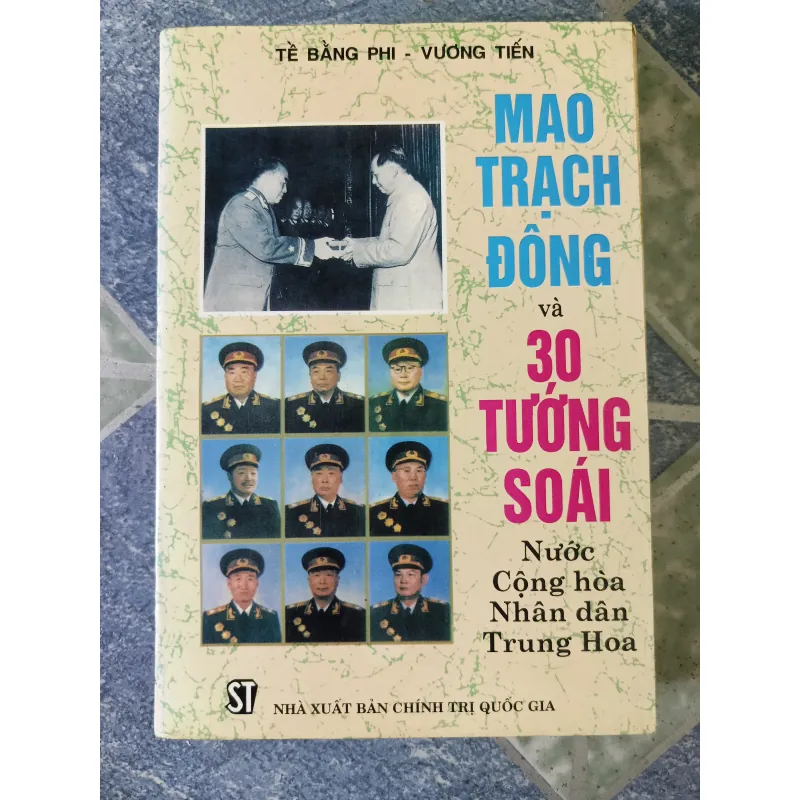 TỀ BẰNG PHI - VƯƠNG TIẾN
MAO
TRẠCH
ĐÔNG
và
30
TƯỚNG
SOÁI
Nước
Cộng hòa
Nhân dân
Trung Hoa
ST
NHÀ XUẤT BẢN CHÍNH TRỊ QUỐC GIA